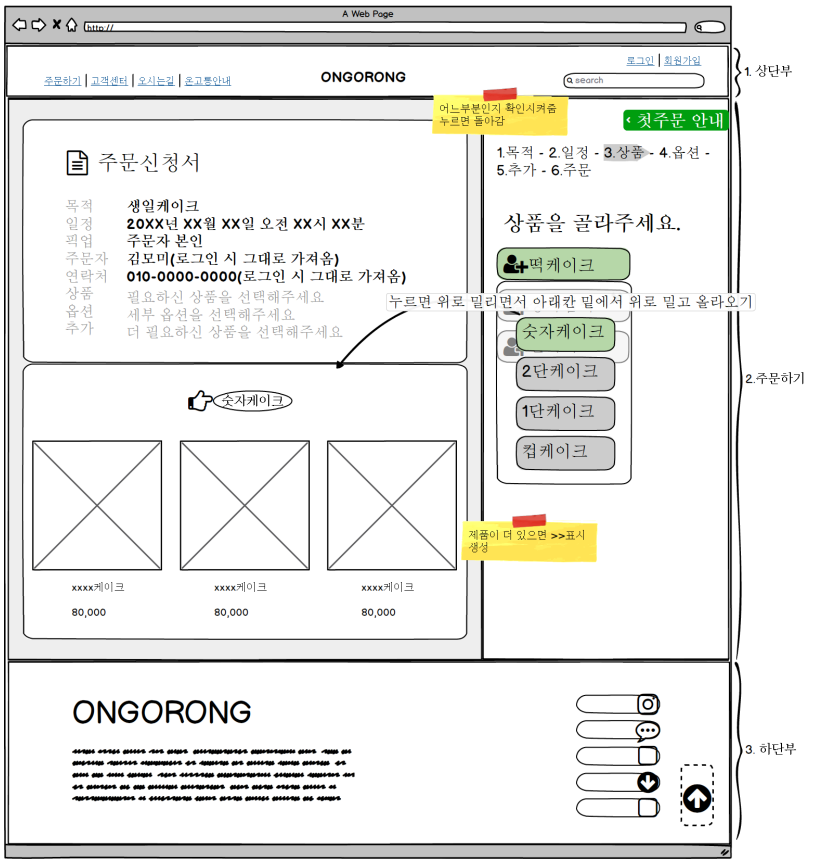 A Web Page
http://
로그인 | 회원가입
주문하기 | 고객센터 | 오시는길 | 온고롱안내
ONGORONG
search
1. 상단부
어느부분인지 확인시켜줌
누르면 돌아감
‹ 첫주문 안내
1.목적 - 2.일정 - 3.상품 - 4.옵션 -
5.추가 - 6.주문
주문신청서
목적 생일케이크
일정 20XX년 XX월 XX일 오전 XX시 XX분
픽업 주문자 본인
주문자 김모미(로그인 시 그대로 가져옴)
연락처 010-0000-0000(로그인 시 그대로 가져옴)
상품 필요하신 상품을 선택해주세요
옵션 세부 옵션을 선택해주세요
추가 더 필요하신 상품을 선택해주세요
상품을 골라주세요.
떡케이크
누르면 위로 밀리면서 아래칸 밑에서 위로 밀고 올라오기
숫자케이크
2단케이크
1단케이크
컵케이크
2.주문하기
숫자케이크
제품이 더 있으면 >>표시
생성
xxxx케이크
xxxx케이크
xxxx케이크
80,000
80,000
80,000
ONGORONG
3. 하단부